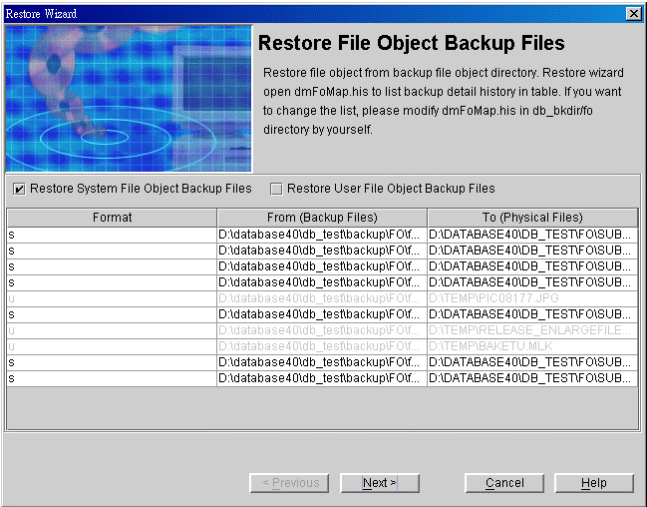 Restore Wizard
Restore File Object Backup Files
Restore file object from backup file object directory. Restore wizard
open dmFoMap.his to list backup detail history in table. If you want
to change the list, please modify dmFoMap.his in db_bkdir/fo
directory by yourself.
Restore System File Object Backup Files Restore User File Object Backup Files
Format From (Backup Files) To (Physical Files)
s D:\database40\db_test\backup\FO\f... D:\DATABASE40\DB_TEST\FO\SUB...
s D:\database40\db_test\backup\FO\f... D:\DATABASE40\DB_TEST\FO\SUB...
s D:\database40\db_test\backup\FO\f... D:\DATABASE40\DB_TEST\FO\SUB...
s D:\database40\db_test\backup\FO\f... D:\DATABASE40\DB_TEST\FO\SUB...
u D:\database40\db_test\backup\FO\f... D:\TEMP\PIC08177.JPG
s D:\database40\db_test\backup\FO\f... D:\DATABASE40\DB_TEST\FO\SUB...
u D:\database40\db_test\backup\FO\f... D:\TEMP\RELEASE_ENLARGEFILE...
u D:\database40\db_test\backup\FO\f... D:\TEMP\BAKETU.MLK
s D:\database40\db_test\backup\FO\f... D:\DATABASE40\DB_TEST\FO\SUB...
s D:\database40\db_test\backup\FO\f... D:\DATABASE40\DB_TEST\FO\SUB...
< Previous Next > Cancel Help